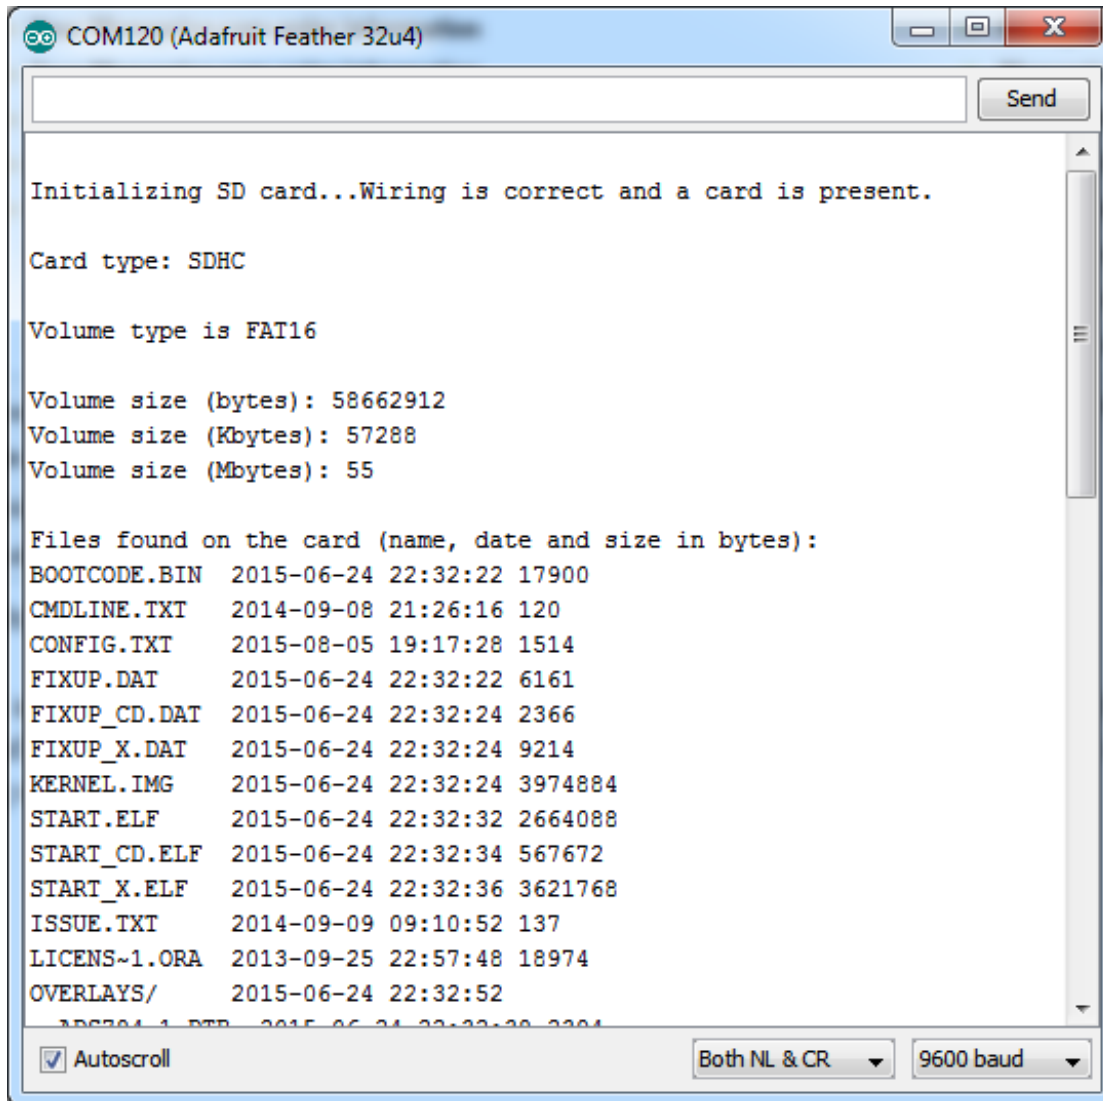 COM120 (Adafruit Feather 32u4)
Send
Initializing SD card...Wiring is correct and a card is present.
Card type: SDHC
Volume type is FAT16
Volume size (bytes): 58662912
Volume size (Kbytes): 57288
Volume size (Mbytes): 55
Files found on the card (name, date and size in bytes):
BOOTCODE.BIN  2015-06-24 22:32:22 17900
CMDLINE.TXT   2014-09-08 21:26:16 120
CONFIG.TXT    2015-08-05 19:17:28 1514
FIXUP.DAT     2015-06-24 22:32:22 6161
FIXUP_CD.DAT  2015-06-24 22:32:24 2366
FIXUP_X.DAT   2015-06-24 22:32:24 9214
KERNEL.IMG    2015-06-24 22:32:24 3974884
START.ELF     2015-06-24 22:32:32 2664088
START_CD.ELF  2015-06-24 22:32:34 567672
START_X.ELF   2015-06-24 22:32:36 3621768
ISSUE.TXT     2014-09-09 09:10:52 137
LICENS~1.ORA  2013-09-25 22:57:48 18974
OVERLAYS/     2015-06-24 22:32:52
Autoscroll
Both NL & CR
9600 baud